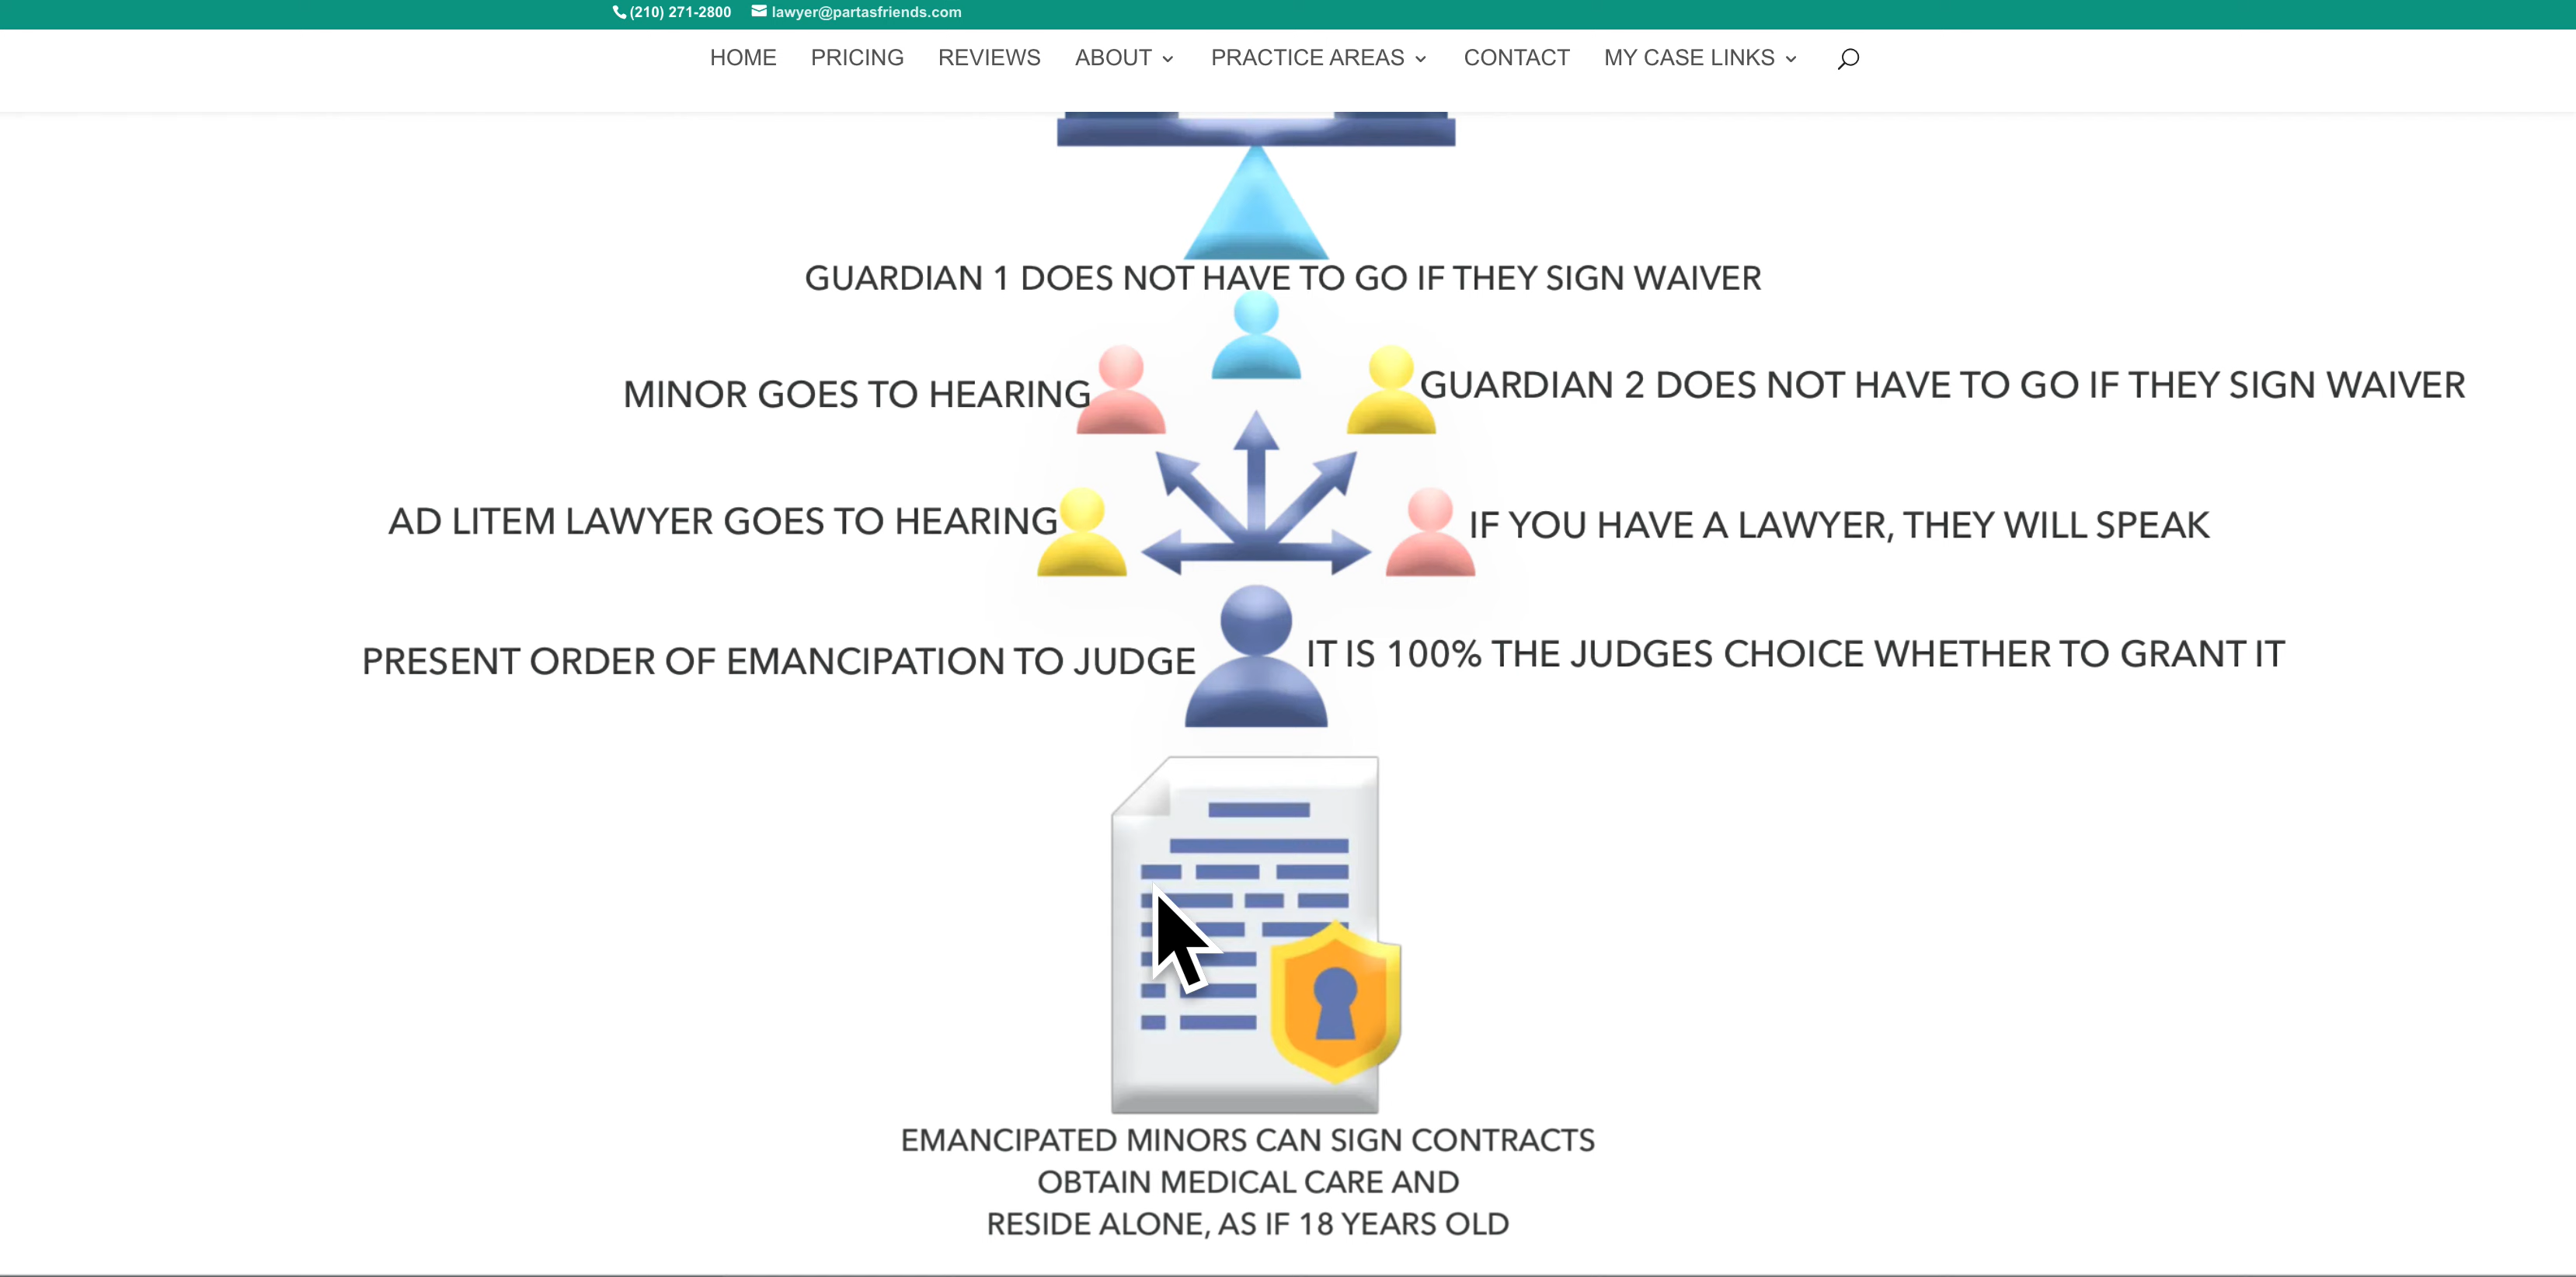 (210) 271-2800 lawyer@partasfriends.com
HOME PRICING REVIEWS ABOUT PRACTICE AREAS CONTACT MY CASE LINKS
GUARDIAN 1 DOES NOT HAVE TO GO IF THEY SIGN WAIVER
MINOR GOES TO HEARING
GUARDIAN 2 DOES NOT HAVE TO GO IF THEY SIGN WAIVER
AD LITEM LAWYER GOES TO HEARING
IF YOU HAVE A LAWYER, THEY WILL SPEAK
PRESENT ORDER OF EMANCIPATION TO JUDGE
IT IS 100% THE JUDGES CHOICE WHETHER TO GRANT IT
EMANCIPATED MINORS CAN SIGN CONTRACTS
OBTAIN MEDICAL CARE AND
RESIDE ALONE, AS IF 18 YEARS OLD